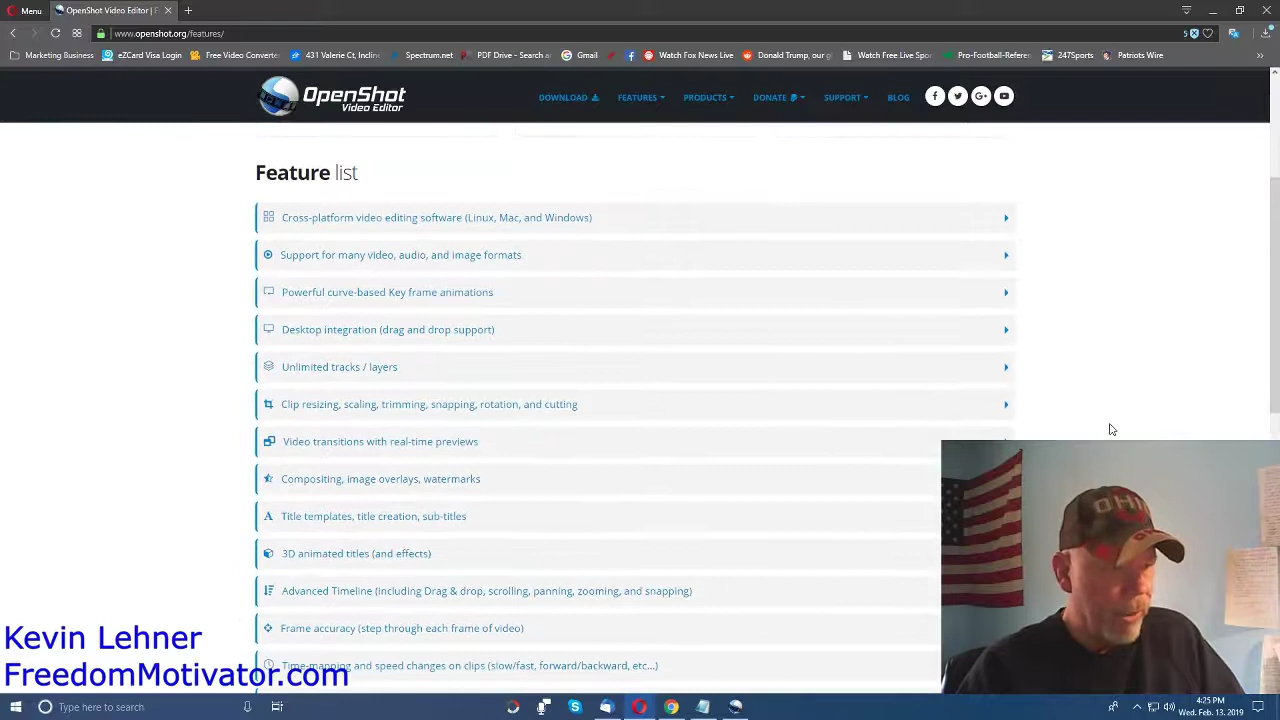 Menu
OpenShot Video Editor |
www.openshot.org/features/
5
Marketing Business
eZCard Visa Login
Free Video Converte
431 Valerie Ct, Inclin
Spectrum.net
PDF Drive - Search a
Gmail
Watch Fox News Live
Donald Trump, our g
Watch Free Live Spo
Pro-Football-Refere
247Sports
Patriots Wire
OpenShot
Video Editor
DOWNLOAD
FEATURES
PRODUCTS
DONATE
SUPPORT
BLOG
Feature list
Cross-platform video editing software (Linux, Mac, and Windows)
Support for many video, audio, and image formats
Powerful curve-based Key frame animations
Desktop integration (drag and drop support)
Unlimited tracks / layers
Clip resizing, scaling, trimming, snapping, rotation, and cutting
Video transitions with real-time previews
Compositing, image overlays, watermarks
Title templates, title creation, sub-titles
3D animated titles (and effects)
Advanced Timeline (including Drag & drop, scrolling, panning, zooming, and snapping)
Frame accuracy (step through each frame of video)
Time-mapping and speed changes on clips (slow/fast, forward/backward, etc...)
Kevin Lehner
FreedomMotivator.com
Type here to search
4:25 PM
Wed. Feb. 13, 2019